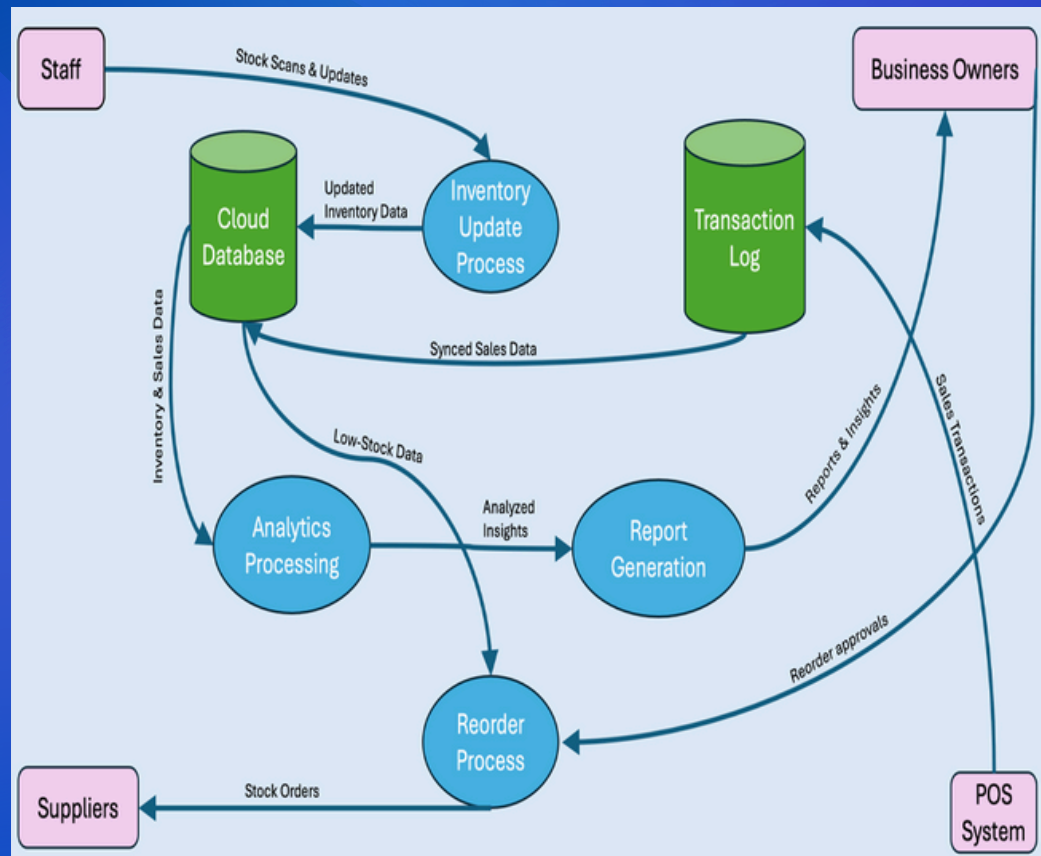 Staff
Stock Scans & Updates
Business Owners
Cloud
Database
Updated
Inventory Data
Inventory
Update
Process
Transaction
Log
Inventory & Sales Data
Synced Sales Data
Low-Stock Data
Reports & Insights
Sales Transactions
Analytics
Processing
Analyzed
Insights
Report
Generation
Reorder approvals
Reorder
Process
Suppliers
Stock Orders
POS
System